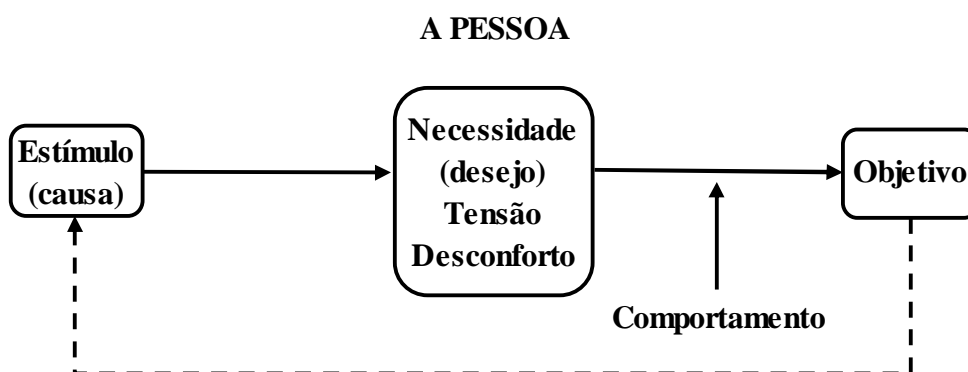 A PESSOA
Estímulo
(causa)
Necessidade
(desejo)
Tensão
Desconforto
Objetivo
Comportamento